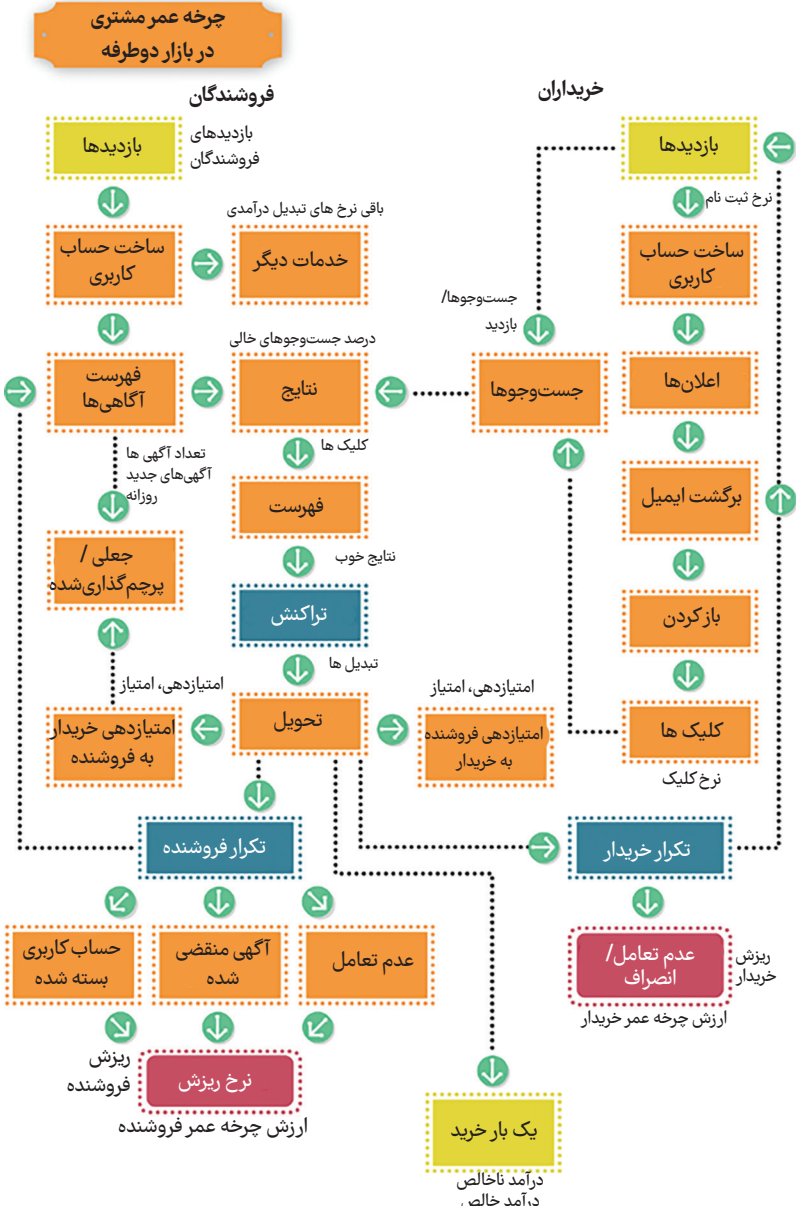 چرخه عمر مشتری
در بازار دوطرفه
خریداران
فروشندگان
بازدیدها
نرخ ثبت نام
ساخت حساب
کاربری
اعلان‌ها
برگشت ایمیل
باز کردن
کلیک ها
نرخ کلیک
جست‌وجوها/
بازدید
جست‌وجوها
بازدیدها
بازدیدهای
فروشندگان
ساخت حساب
کاربری
باقی نرخ های تبدیل درآمدی
خدمات دیگر
فهرست
آگاهی‌ها
درصد جست‌وجوهای خالی
نتایج
کلیک ها
فهرست
نتایج خوب
تراکنش
تبدیل ها
تحویل
تعداد آگهی ها
آگهی‌های جدید
روزانه
جعلی /
پرچم‌گذاری‌شده
امتیازدهی، امتیاز
امتیازدهی خریدار
به فروشنده
امتیازدهی، امتیاز
امتیازدهی فروشنده
به خریدار
تکرار خریدار
عدم تعامل/
انصراف
ریزش
خریدار
ارزش چرخه عمر خریدار
تکرار فروشنده
عدم تعامل
آگهی منقضی
شده
حساب کاربری
بسته شده
ریزش
فروشنده
نرخ ریزش
ارزش چرخه عمر فروشنده
یک بار خرید
درآمد ناخالص
درآمد خالص